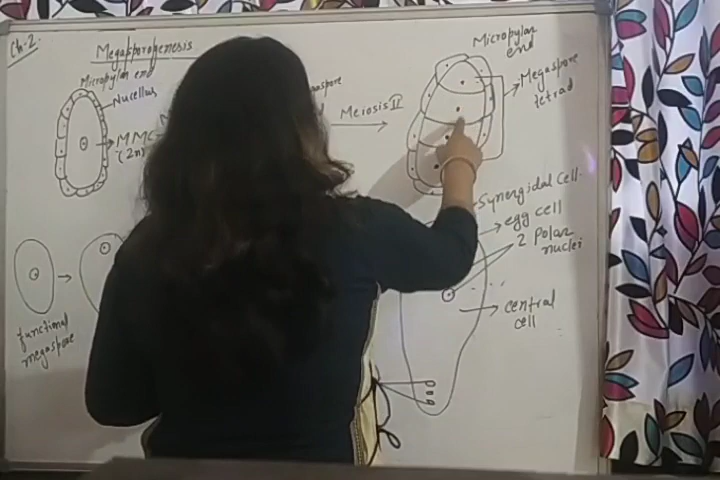 Ch-2.
Megasporogenesis
Micropylar end
Nucellus
MMC
(2n)
Meiosis II
Micropylar
end
Megaspore
tetrad
functional
megaspore
Synergidal cell
egg cell
2 Polar
nuclei
central
cell